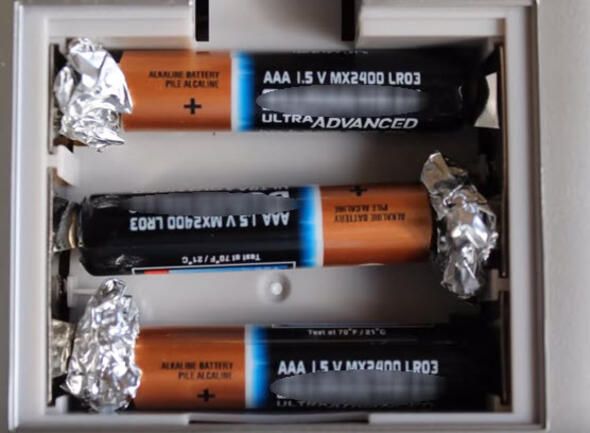 ALKALINE BATTERY
PILE ALCALINE
+
AAA 1.5 V MX2400 LR03
ULTRA ADVANCED
AAA 1.5 V MX2400 LR03
Test at 70°F / 21°C
+
ALKALINE BATTERY
PILE ALCALINE
Test at 70°F / 21°C
ALKALINE BATTERY
PILE ALCALINE
+
AAA 1.5 V MX2400 LR03
ULTRA